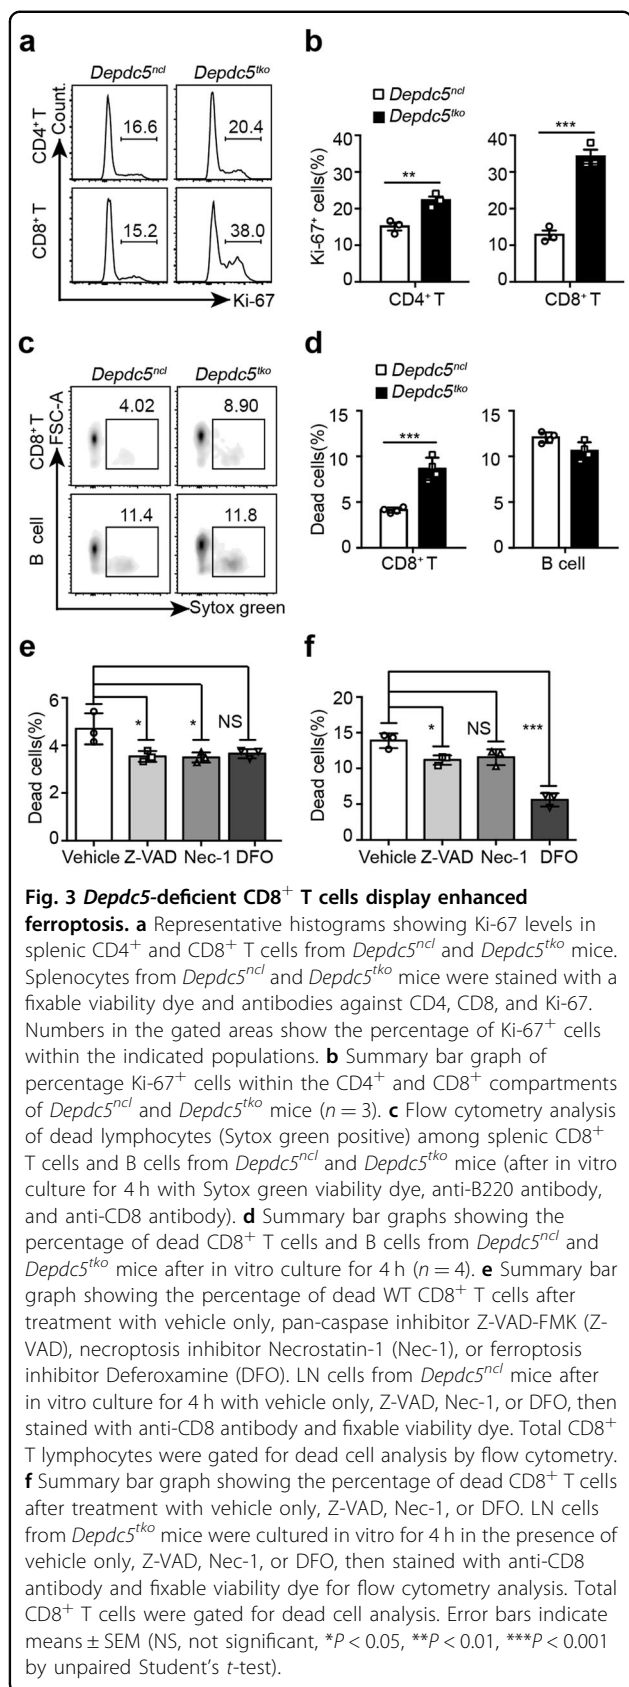 a
Depdc5ncl Depdc5tko
CD4+ T
Count.
16.6 20.4
CD8+ T
15.2 38.0
Ki-67
b
Depdc5ncl
Depdc5tko
Ki-67+ cells(%)
40 40
30 30
20 20
10 10
0 0
** ***
CD4+ T CD8+ T
c
Depdc5ncl Depdc5tko
CD8+ T
FSC-A
4.02 8.90
B cell
11.4 11.8
Sytox green
d
Depdc5ncl
Depdc5tko
Dead cells(%)
15 15
10 10
5 5
0 0
***
CD8+ T B cell
e
Dead cells(%)
6
4
2
0
* * NS
Vehicle Z-VAD Nec-1 DFO
f
Dead cells(%)
20
15
10
5
0
* NS ***
Vehicle Z-VAD Nec-1 DFO
Fig. 3 Depdc5-deficient CD8+ T cells display enhanced
ferroptosis. a Representative histograms showing Ki-67 levels in
splenic CD4+ and CD8+ T cells from Depdc5ncl and Depdc5tko mice.
Splenocytes from Depdc5ncl and Depdc5tko mice were stained with a
fixable viability dye and antibodies against CD4, CD8, and Ki-67.
Numbers in the gated areas show the percentage of Ki-67+ cells
within the indicated populations. b Summary bar graph of
percentage Ki-67+ cells within the CD4+ and CD8+ compartments
of Depdc5ncl and Depdc5tko mice (n = 3). c Flow cytometry analysis
of dead lymphocytes (Sytox green positive) among splenic CD8+
T cells and B cells from Depdc5ncl and Depdc5tko mice (after in vitro
culture for 4 h with Sytox green viability dye, anti-B220 antibody,
and anti-CD8 antibody). d Summary bar graphs showing the
percentage of dead CD8+ T cells and B cells from Depdc5ncl and
Depdc5tko mice after in vitro culture for 4 h (n = 4). e Summary bar
graph showing the percentage of dead WT CD8+ T cells after
treatment with vehicle only, pan-caspase inhibitor Z-VAD-FMK (Z-
VAD), necroptosis inhibitor Necrostatin-1 (Nec-1), or ferroptosis
inhibitor Deferoxamine (DFO). LN cells from Depdc5ncl mice after
in vitro culture for 4 h with vehicle only, Z-VAD, Nec-1, or DFO, then
stained with anti-CD8 antibody and fixable viability dye. Total CD8+
T lymphocytes were gated for dead cell analysis by flow cytometry.
f Summary bar graph showing the percentage of dead CD8+ T cells
after treatment with vehicle only, Z-VAD, Nec-1, or DFO. LN cells
from Depdc5tko mice were cultured in vitro for 4 h in the presence of
vehicle only, Z-VAD, Nec-1, or DFO, then stained with anti-CD8
antibody and fixable viability dye for flow cytometry analysis. Total
CD8+ T cells were gated for dead cell analysis. Error bars indicate
means ± SEM (NS, not significant, *P < 0.05, **P < 0.01, ***P < 0.001
by unpaired Student's t-test).